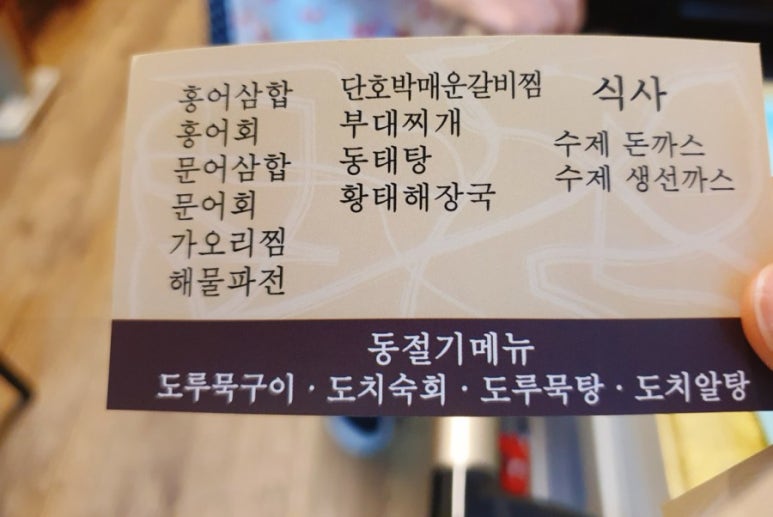 홍어삼합
홍어회
문어삼합
문어회
가오리찜
해물파전
단호박매운갈비찜
부대찌개
동태탕
황태해장국
식사
수제 돈까스
수제 생선까스
동절기메뉴
도루묵구이 · 도치숙회 · 도루묵탕 · 도치알탕